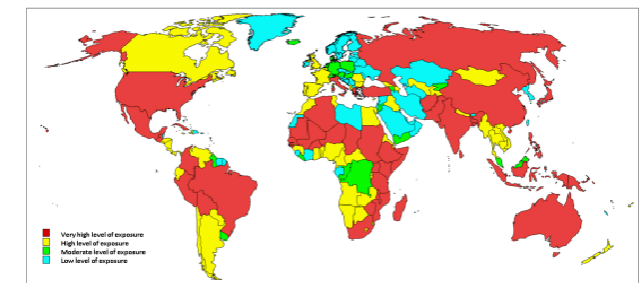 Very high level of exposure
High level of exposure
Moderate level of exposure
Low level of exposure